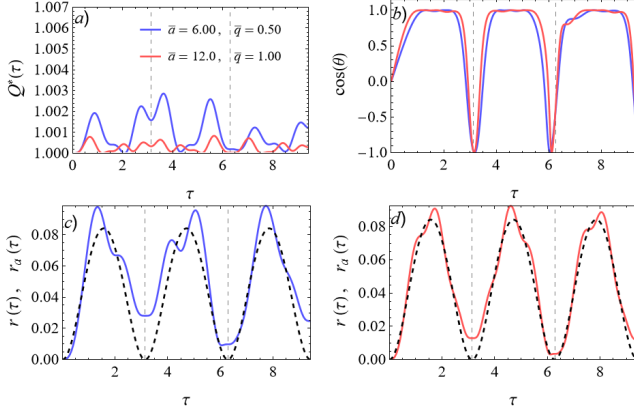 a)
1.007
1.006
1.005
1.004
1.003
1.002
1.001
1.000
Q*(τ)
a̅ = 6.00 , q̅ = 0.50
a̅ = 12.0 , q̅ = 1.00
0 2 4 6 8
τ
b)
1.0
0.5
0.0
-0.5
-1.0
cos(θ)
0 2 4 6 8
τ
c)
0.08
0.06
0.04
0.02
0.00
r (τ) , r_a (τ)
0 2 4 6 8
τ
d)
0.08
0.06
0.04
0.02
0.00
r (τ) , r_a (τ)
0 2 4 6 8
τ